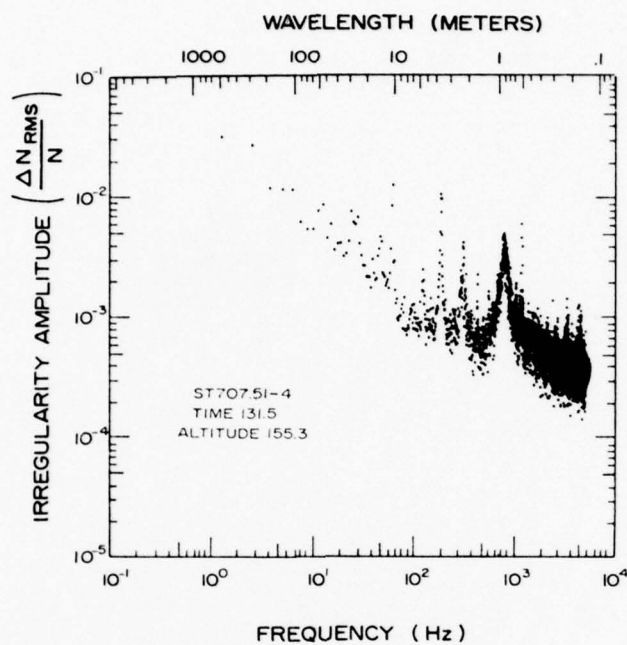 WAVELENGTH (METERS)
1000 100 10 1 .1
IRREGULARITY AMPLITUDE (ΔN RMS / N)
10⁻¹
10⁻²
10⁻³
10⁻⁴
10⁻⁵
ST707.51-4
TIME 131.5
ALTITUDE 155.3
10⁻¹ 10⁰ 10¹ 10² 10³ 10⁴
FREQUENCY (Hz)